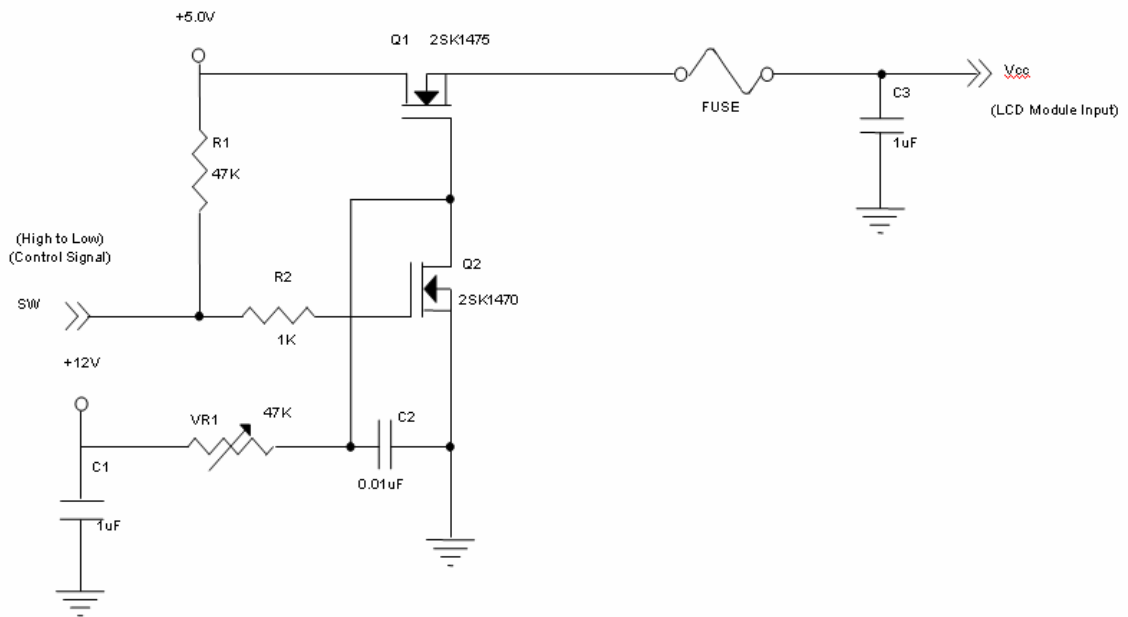 +5.0V
Q1 2SK1475
Vcc
FUSE
C3
(LCD Module Input)
R1
1uF
47K
(High to Low)
(Control Signal)
R2
Q2
SW
2SK1470
1K
+12V
VR1
47K
C2
C1
0.01uF
1uF